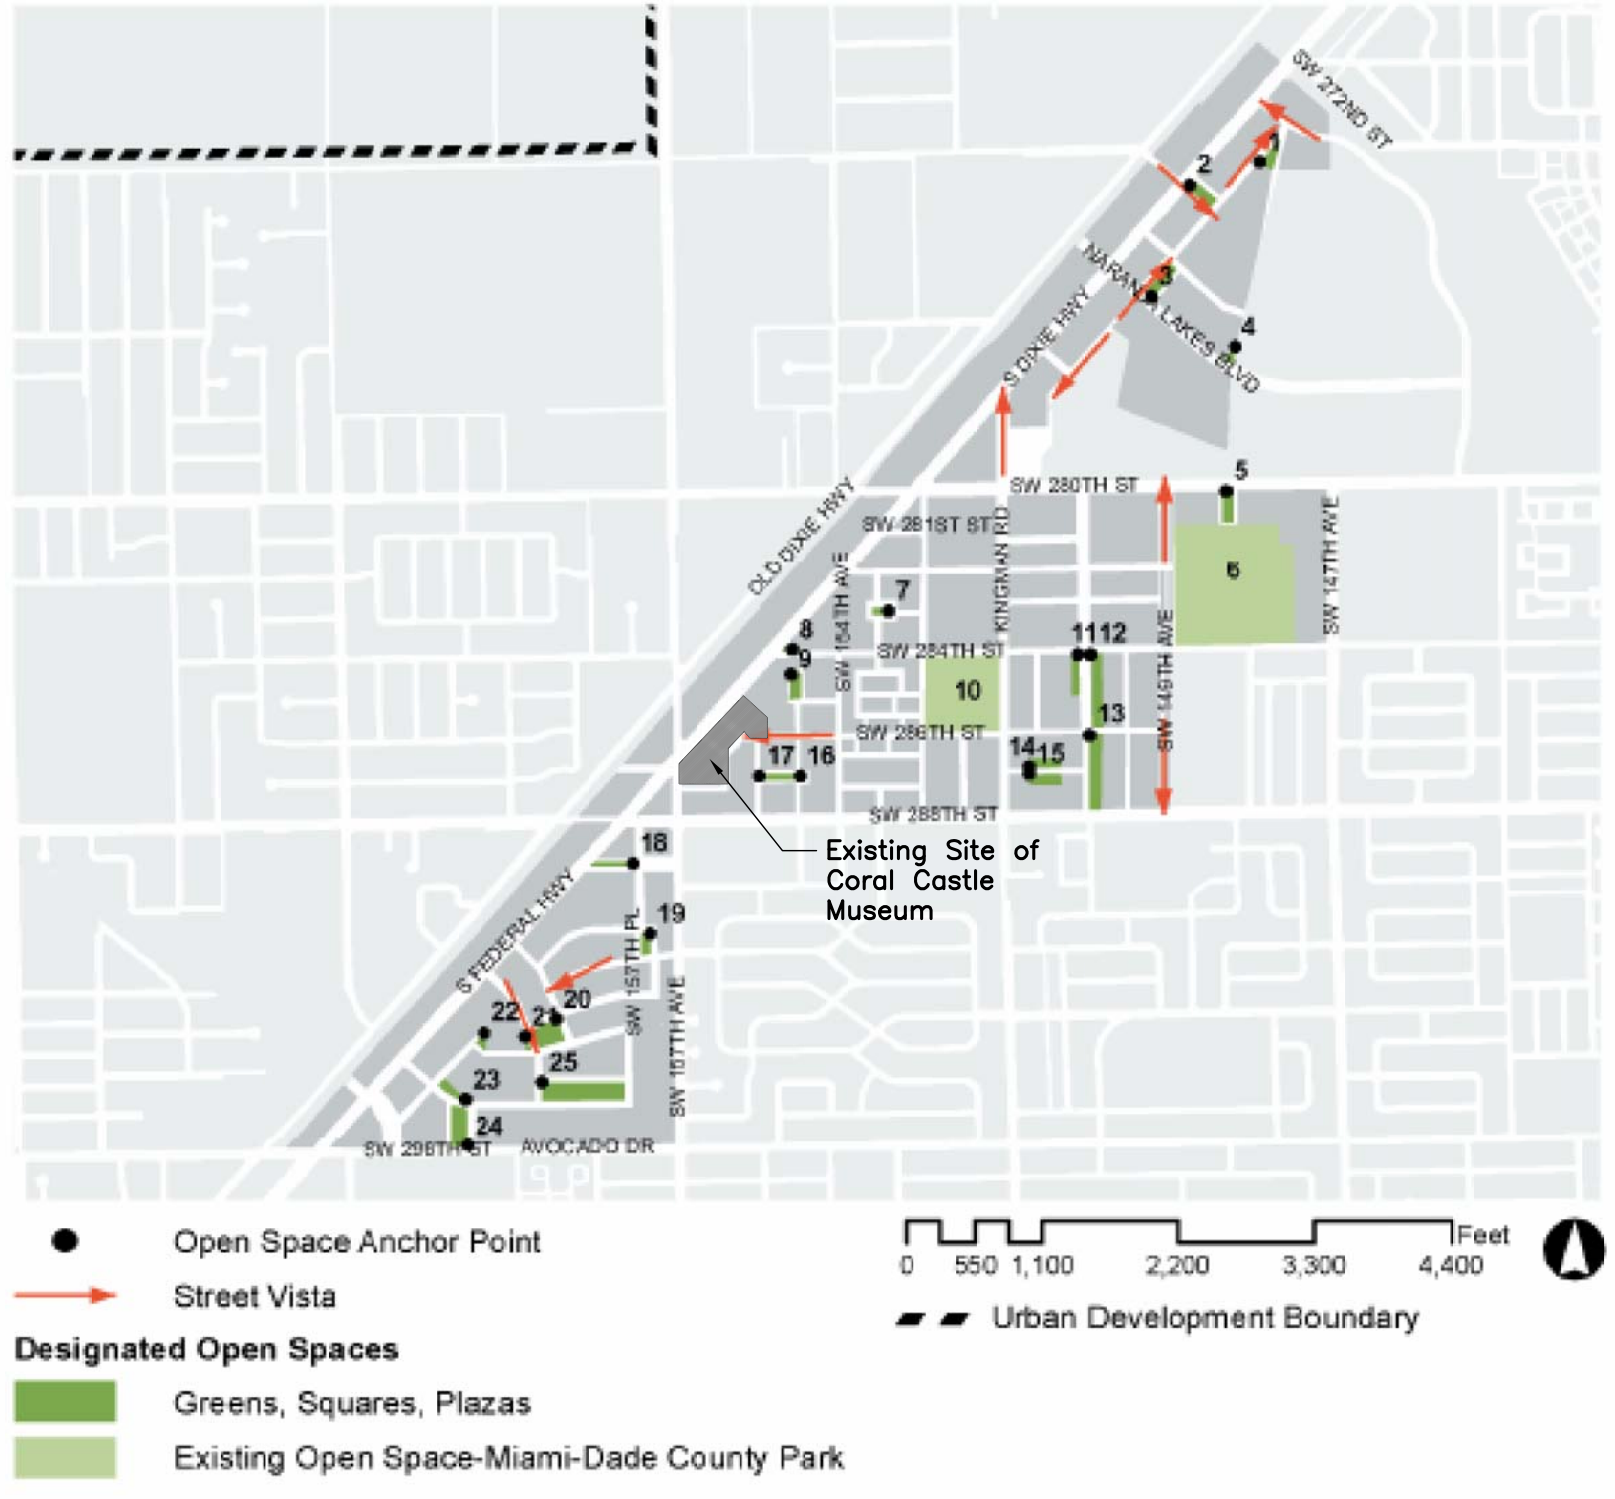 SW 272ND ST
1
2
NARANJA LAKES BLVD
3
S DIXIE HWY
4
5
SW 280TH ST
OLD DIXIE HWY
SW 281ST ST
KINGMAN RD
SW 147TH AVE
6
SW 154TH AVE
7
8
SW 284TH ST
11 12
9
10
SW 149TH AVE
13
SW 286TH ST
17 16
14 15
SW 288TH ST
18
Existing Site of
Coral Castle
Museum
S FEDERAL HWY
19
SW 157TH PL
SW 157TH AVE
20
22 21
25
23
24
SW 296TH ST
AVOCADO DR
Open Space Anchor Point
Street Vista
Designated Open Spaces
Greens, Squares, Plazas
Existing Open Space-Miami-Dade County Park
Feet
0 550 1,100 2,200 3,300 4,400
Urban Development Boundary